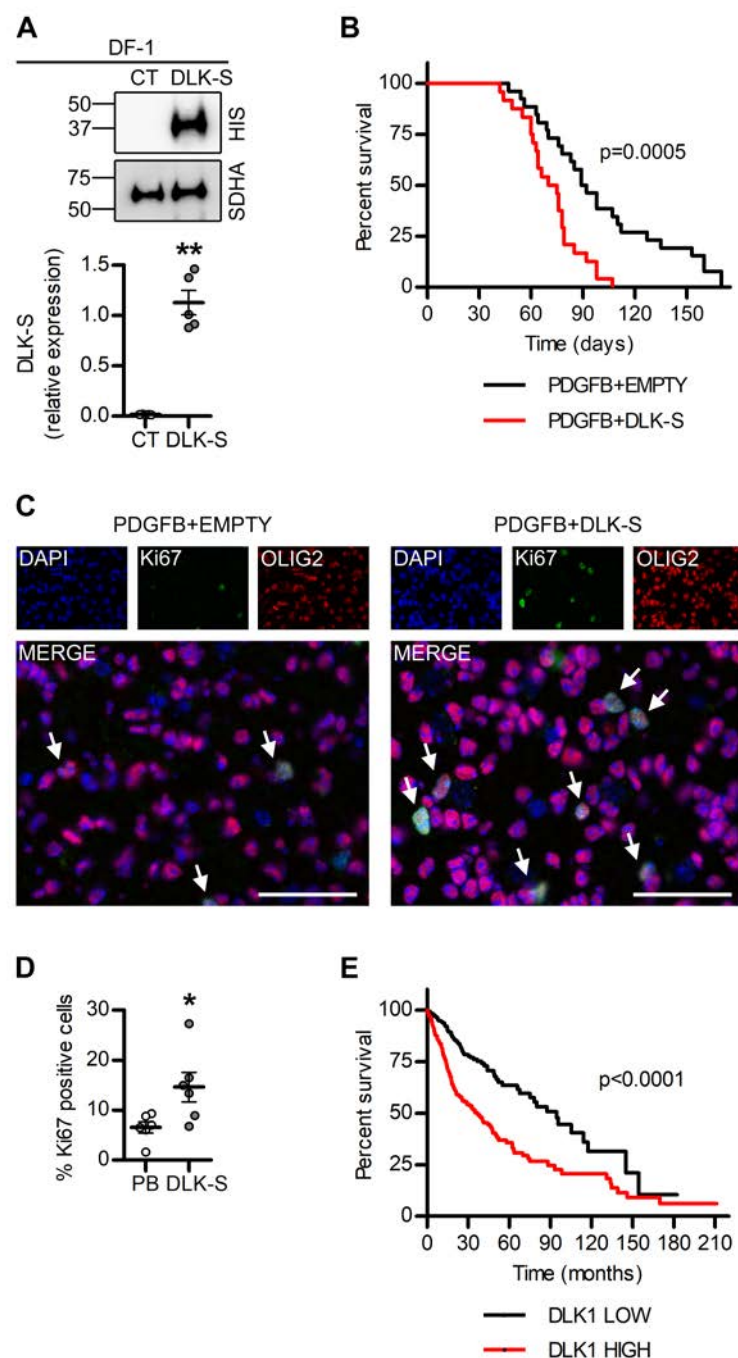 A
DF-1
CT DLK-S
50
37
HIS
75
50
SDHA
**
1.5
1.0
0.5
0.0
DLK-S
(relative expression)
CT DLK-S
B
100
75
50
25
0
Percent survival
p=0.0005
0 30 60 90 120 150
Time (days)
PDGFB+EMPTY
PDGFB+DLK-S
C
PDGFB+EMPTY
DAPI Ki67 OLIG2
MERGE
PDGFB+DLK-S
DAPI Ki67 OLIG2
MERGE
D
*
30
20
10
0
% Ki67 positive cells
PB DLK-S
E
100
75
50
25
0
Percent survival
p<0.0001
0 30 60 90 120 150 180 210
Time (months)
DLK1 LOW
DLK1 HIGH